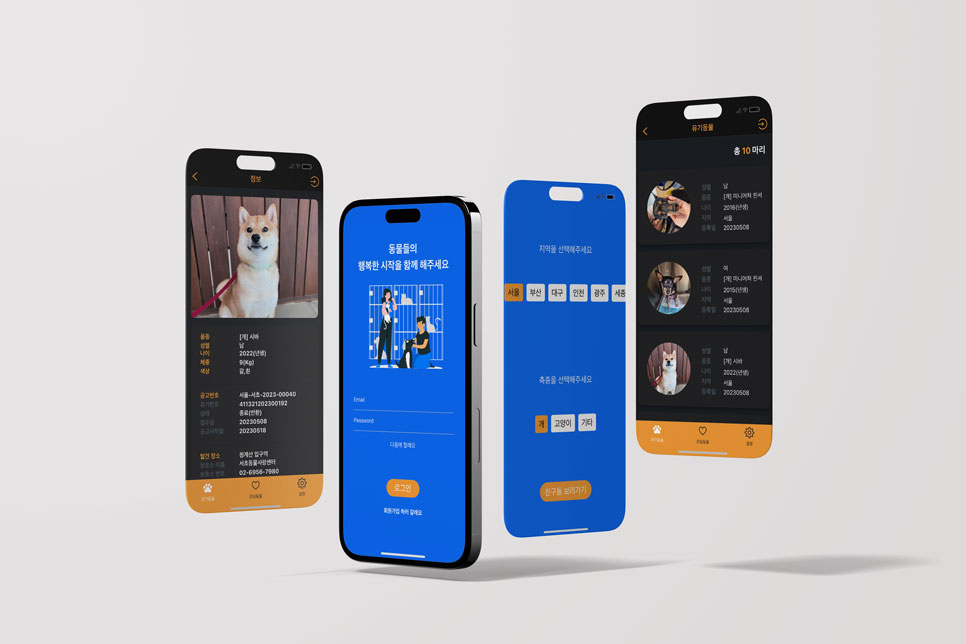 정보
품종 [개] 시바
성별 남
나이 2022(년생)
체중 9(Kg)
색상 갈,흰
공고번호 서울-서초-2023-00040
유기번호 411321202300192
상태 종료(반환)
접수일 20230508
공고시작일 20230518
발견 장소 청계산 입구역
보호소 이름 서초동물사랑센터
보호소 번호 02-6956-7980
유기동물
관심동물
설정
동물들의
행복한 시작을 함께 해주세요
Email
Password
다음에 할래요
로그인
회원가입 하러 갈래요
지역을 선택해주세요
서울 부산 대구 인천 광주 세종
축종을 선택해주세요
개 고양이 기타
친구들 보러가기
유기동물
총 10 마리
성별 남
품종 [개] 미니어쳐 핀셔
나이 2016(년생)
지역 서울
등록일 20230508
성별 여
품종 [개] 미니어쳐 핀셔
나이 2015(년생)
지역 서울
등록일 20230508
성별 남
품종 [개] 시바
나이 2022(년생)
지역 서울
등록일 20230508
유기동물
관심동물
설정